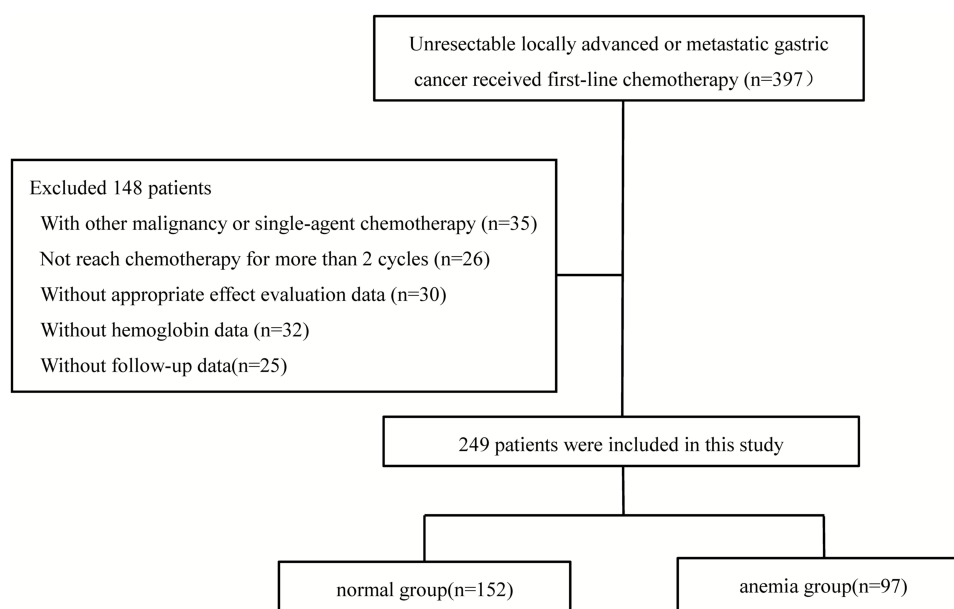 Unresectable locally advanced or metastatic gastric
cancer received first-line chemotherapy (n=397）
Excluded 148 patients
With other malignancy or single-agent chemotherapy (n=35)
Not reach chemotherapy for more than 2 cycles (n=26)
Without appropriate effect evaluation data (n=30)
Without hemoglobin data (n=32)
Without follow-up data(n=25)
249 patients were included in this study
normal group(n=152)
anemia group(n=97)